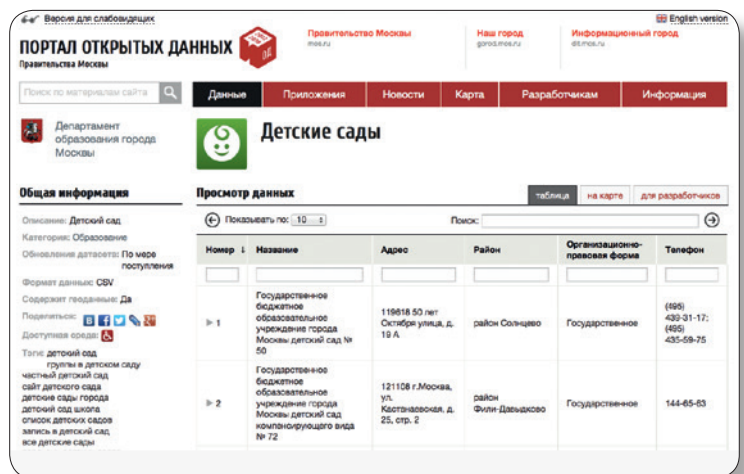 Версия для слабовидящих
English version
ПОРТАЛ ОТКРЫТЫХ ДАННЫХ
Правительства Москвы
ОД
Правительство Москвы
mos.ru
Наш город
gorod.mos.ru
Информационный город
dit.mos.ru
Поиск по материалам сайта
Данные
Приложения
Новости
Карта
Разработчикам
Информация
Департамент
образования города
Москвы
Детские сады
Общая информация
Описание: Детский сад
Категория: Образование
Обновления датасета: По мере
поступления
Формат данных: CSV
Содержит геоданные: Да
Поделиться:
Доступная среда:
Тэги: детский сад
группы в детском саду
частный детский сад
сайт детского сада
детские сады города
детский сад школа
список детских садов
запись в детский сад
все детские сады
Просмотр данных
таблица
на карте
для разработчиков
Показывать по: 10
Поиск:
Номер
Название
Адрес
Район
Организационно-
правовая форма
Телефон
1
Государственное
бюджетное
образовательное
учреждение города
Москвы детский сад №
50
119618 50 лет
Октября улица, д.
19 А
район Солнцево
Государственное
(495)
439-31-17;
(495)
435-59-75
2
Государственное
бюджетное
образовательное
учреждение города
Москвы детский сад
компенсирующего вида
№ 72
121108 г.Москва,
ул.
Кастанаевская, д.
25, стр. 2
район
Фили-Давыдково
Государственное
144-65-63